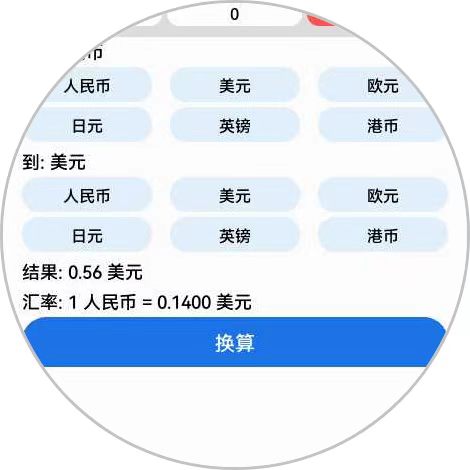 0
币
人民币 美元 欧元
日元 英镑 港币
到: 美元
人民币 美元 欧元
日元 英镑 港币
结果: 0.56 美元
汇率: 1 人民币 = 0.1400 美元
换算